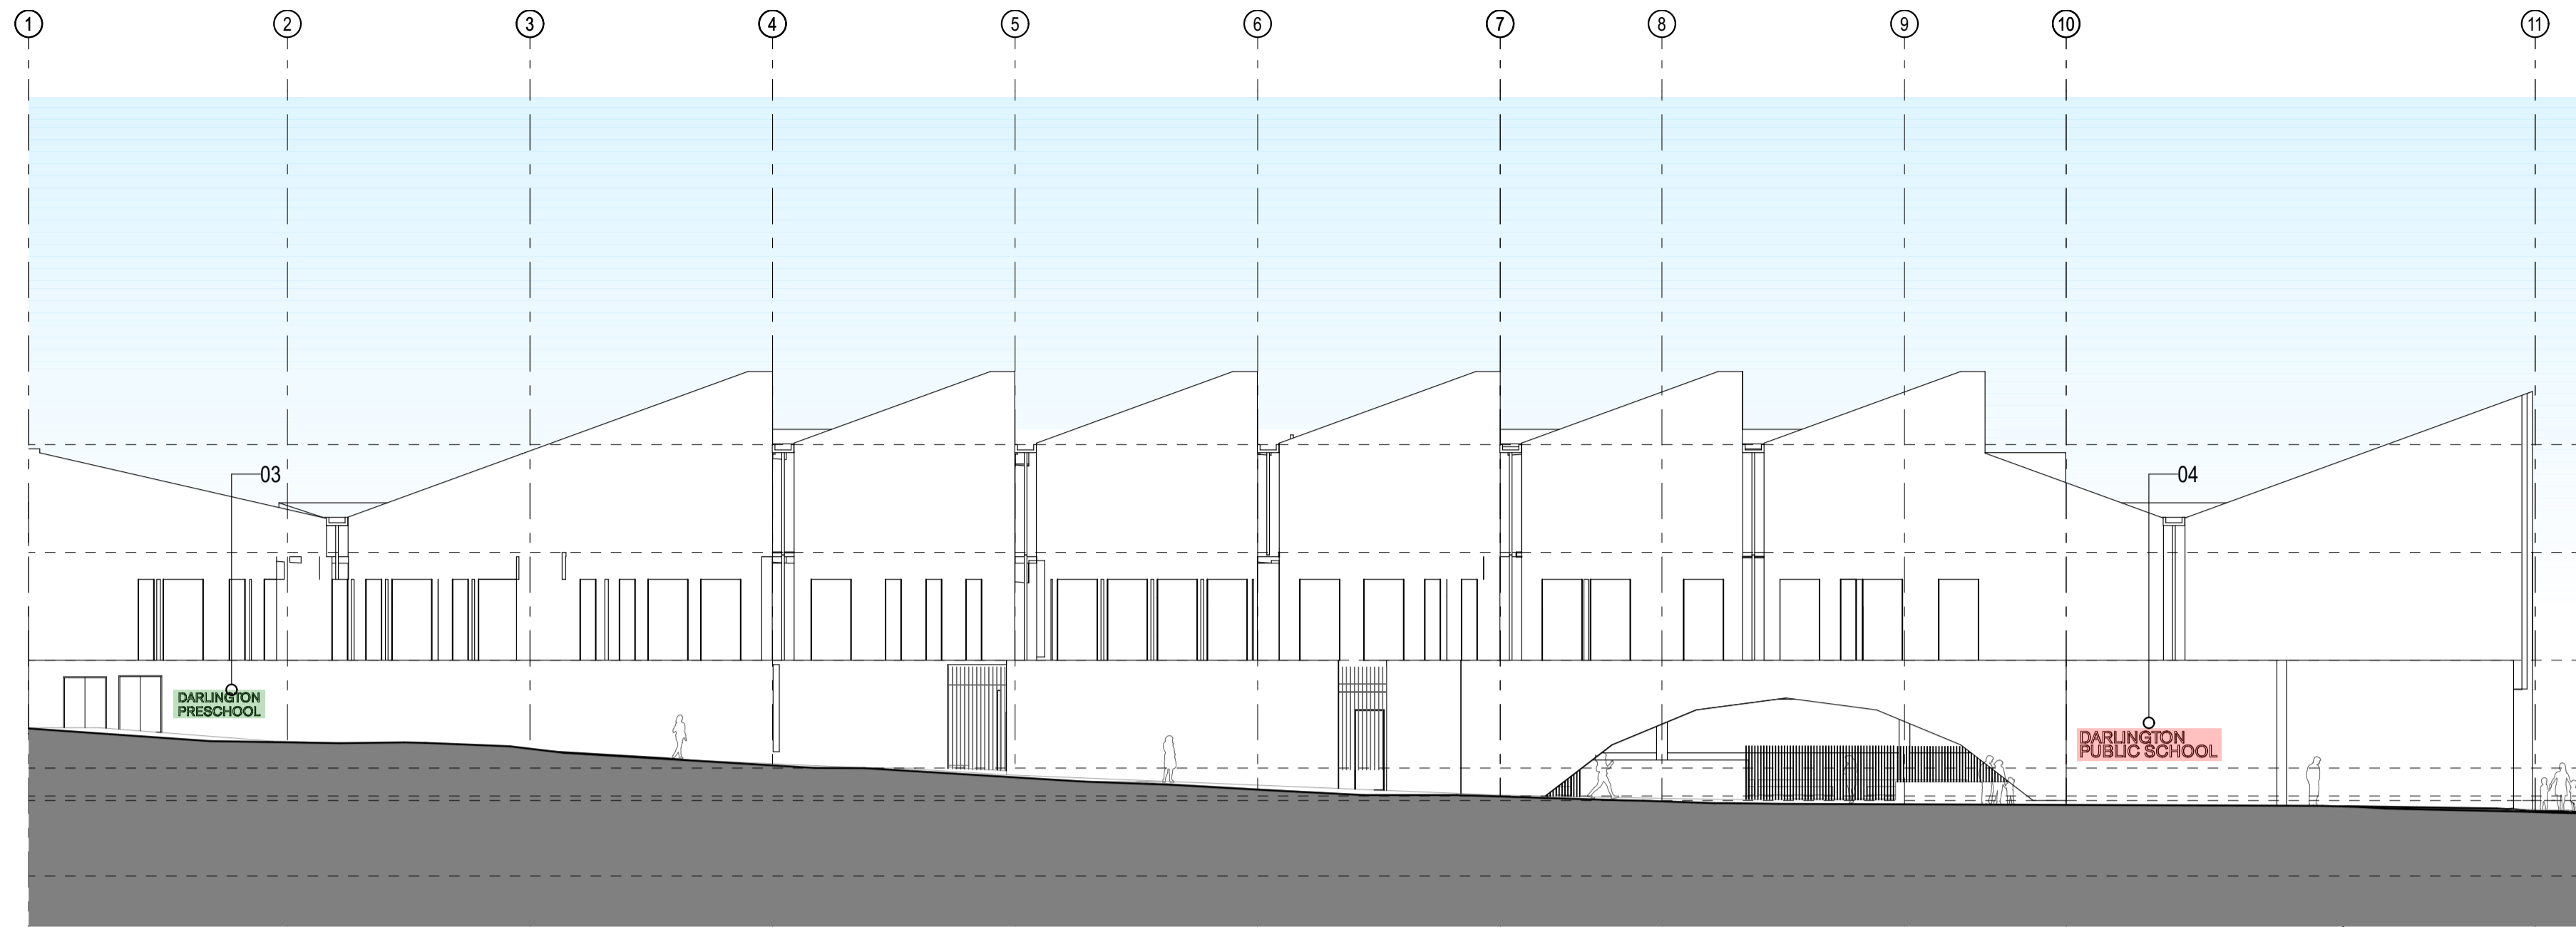 1 2 3 4 5 6 7 8 9 10 11
03
04
DARLINGTON
PRESCHOOL
DARLINGTON
PUBLIC SCHOOL